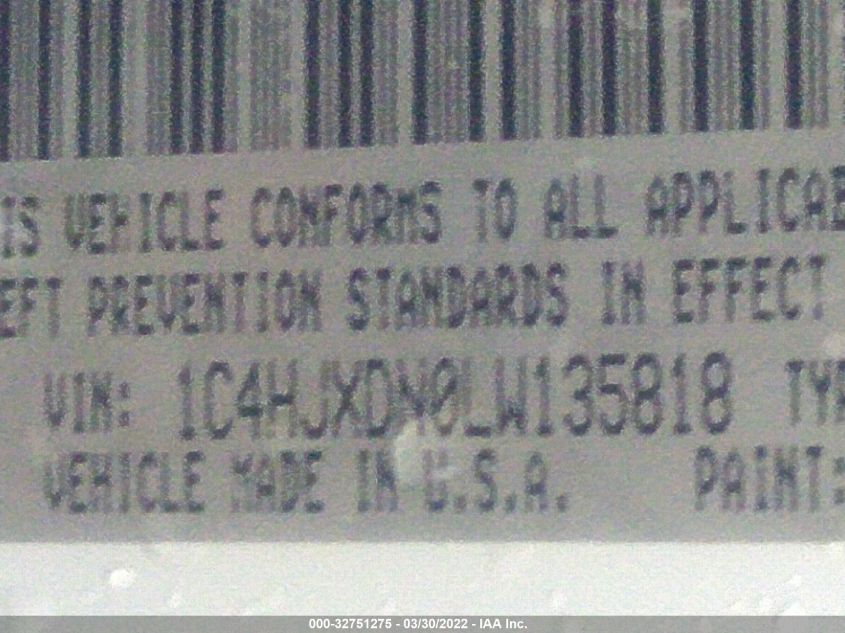 IS VEHICLE CONFORMS TO ALL APPLICAB
EFT PREVENTION STANDARDS IN EFFECT
VIN: 1C4HJXDN0LW135818 TYP
VEHICLE MADE IN U.S.A. PAINT:
000-32751275 - 03/30/2022 - IAA Inc.